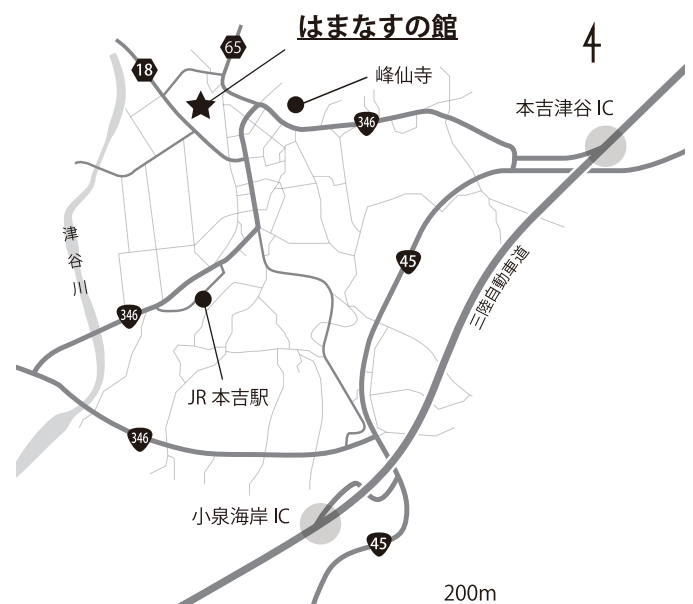 はまなすの館
65
18
峰仙寺
346
本吉津谷 IC
津谷川
45
三陸自動車道
346
JR 本吉駅
346
小泉海岸 IC
45
200m